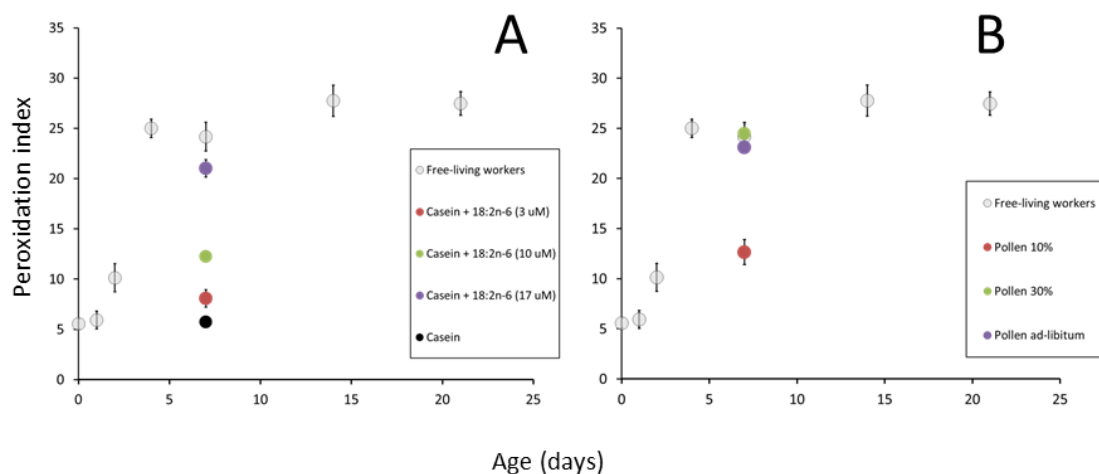 A
Peroxidation index
35
30
25
20
15
10
5
0
0 5 10 15 20 25
Free-living workers
Casein + 18:2n-6 (3 uM)
Casein + 18:2n-6 (10 uM)
Casein + 18:2n-6 (17 uM)
Casein
B
35
30
25
20
15
10
5
0
0 5 10 15 20 25
Free-living workers
Pollen 10%
Pollen 30%
Pollen ad-libitum
Age (days)